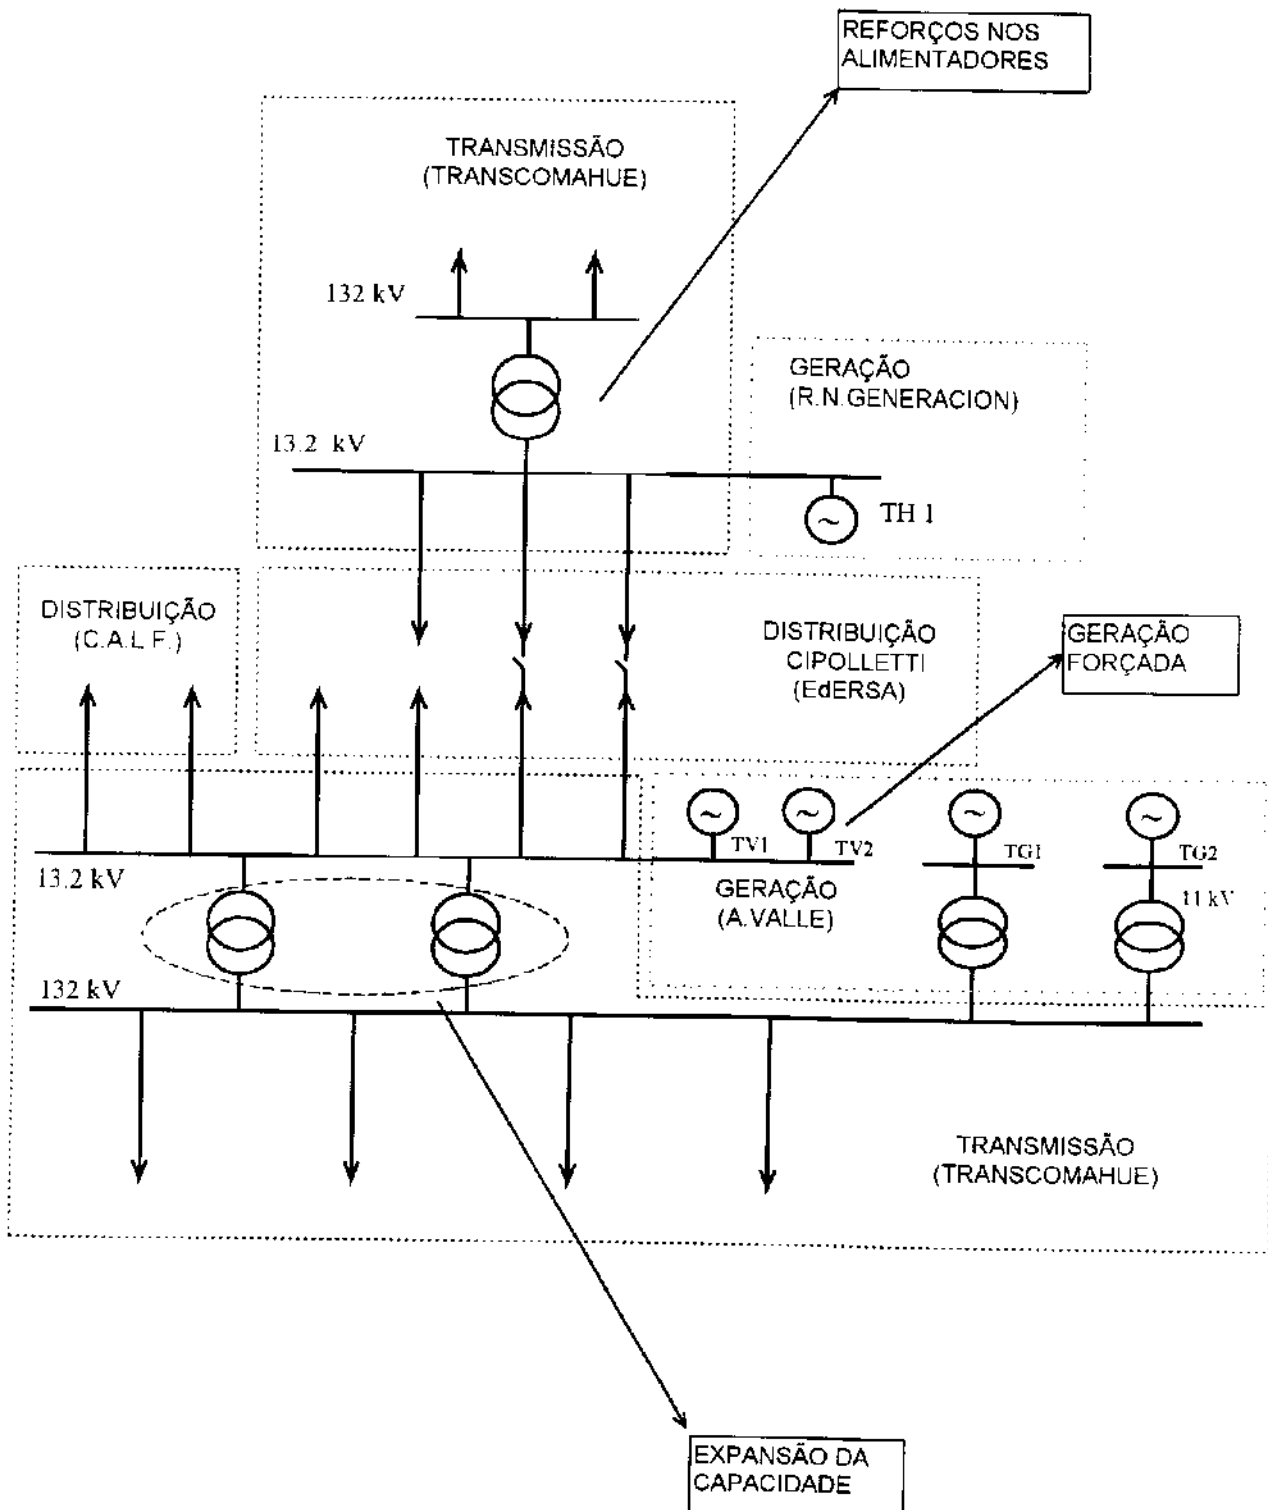 REFORÇOS NOS
ALIMENTADORES
TRANSMISSÃO
(TRANSCOMAHUE)
132 kV
GERAÇÃO
(R.N.GENERACION)
13.2 kV
TH 1
DISTRIBUIÇÃO
(C.A.L.F.)
DISTRIBUIÇÃO
CIPOLLETTI
(EdERSA)
GERAÇÃO
FORÇADA
TV1
TV2
TG1
TG2
13.2 kV
GERAÇÃO
(A.VALLE)
11 kV
132 kV
TRANSMISSÃO
(TRANSCOMAHUE)
EXPANSÃO DA
CAPACIDADE